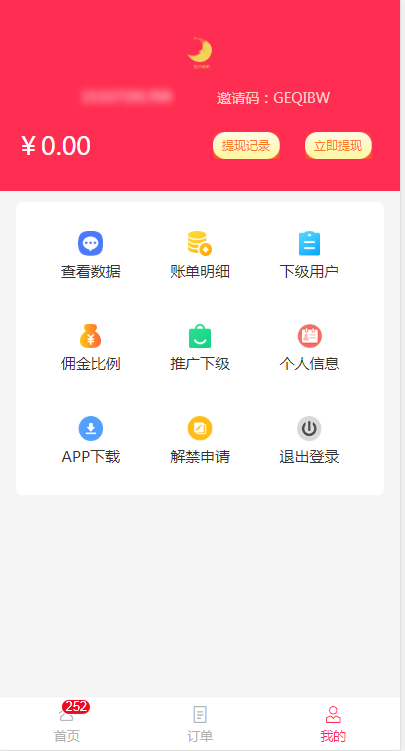 邀请码：GEQIBW
¥ 0.00
提现记录
立即提现
查看数据
账单明细
下级用户
佣金比例
推广下级
个人信息
APP下载
解禁申请
退出登录
252
首页
订单
我的